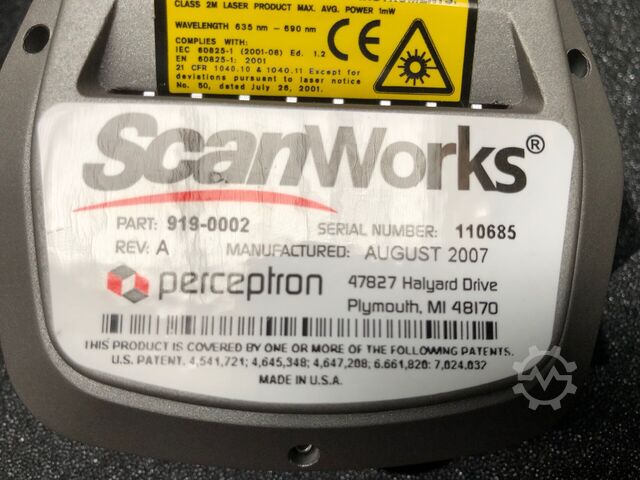 CLASS 2M LASER PRODUCT MAX. AVG. POWER 1mW
WAVELENGTH 635 nm - 690 nm
COMPLIES WITH:
IEC 60825-1 (2001-08) Ed. 1.2
EN 60825-1: 2001
21 CFR 1040.10 & 1040.11 Except for
deviations pursuant to laser notice
No. 50, dated July 26, 2001.
CE
ScanWorks®
PART: 919-0002 SERIAL NUMBER: 110685
REV: A MANUFACTURED: AUGUST 2007
perceptron 47827 Halyard Drive
Plymouth, MI 48170
THIS PRODUCT IS COVERED BY ONE OR MORE OF THE FOLLOWING PATENTS.
U.S. PATENT, 4,541,721; 4,645,348; 4,647,208; 6.661,820; 7,024,032
MADE IN U.S.A.